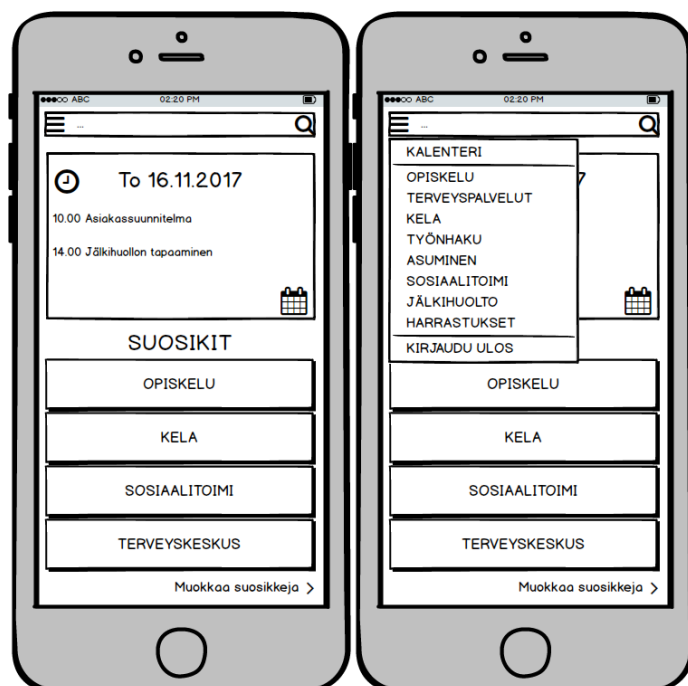 ABC 02:20 PM
...
To 16.11.2017
10.00 Asiakassuunnitelma
14.00 Jälkihuollon tapaaminen
SUOSIKIT
OPISKELU
KELA
SOSIAALITOIMI
TERVEYSKESKUS
Muokkaa suosikkeja >
ABC 02:20 PM
...
KALENTERI
7
OPISKELU
TERVEYSPALVELUT
KELA
TYÖNHAKU
ASUMINEN
SOSIAALITOIMI
JÄLKIHUOLTO
HARRASTUKSET
KIRJAUDU ULOS
OPISKELU
KELA
SOSIAALITOIMI
TERVEYSKESKUS
Muokkaa suosikkeja >